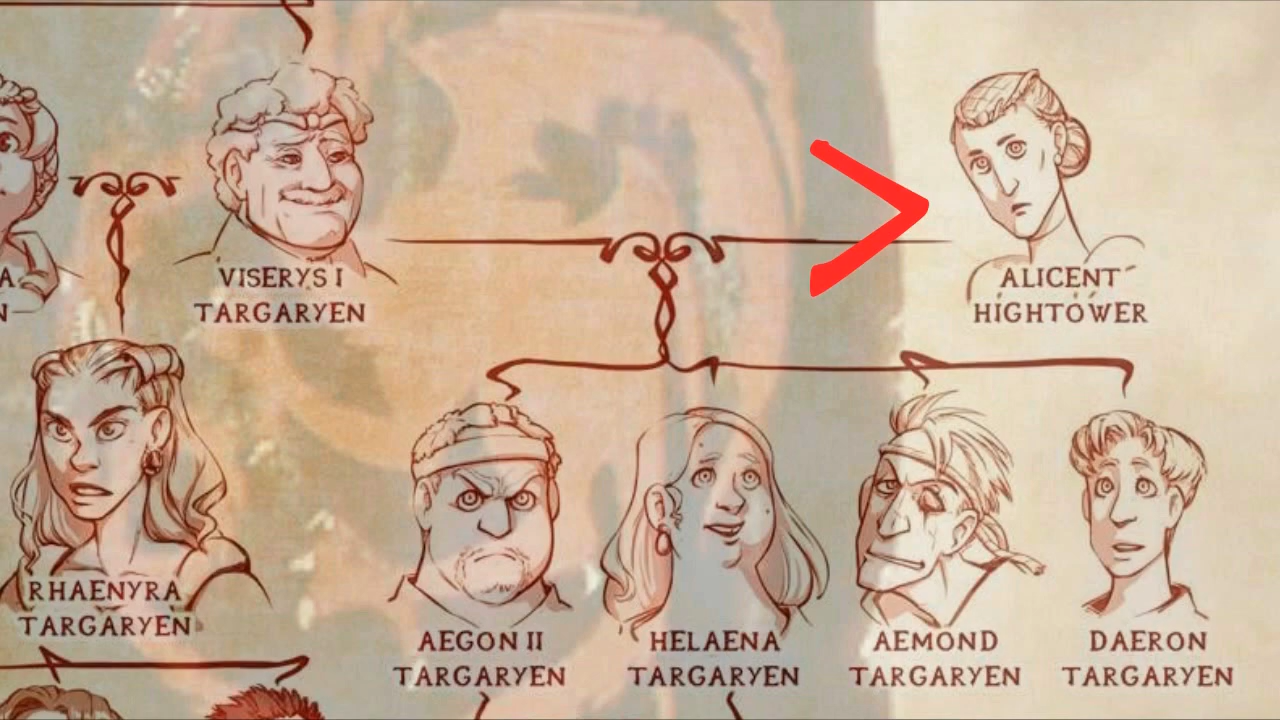 VISERYS I
TARGARYEN
ALICENT
HIGHTOWER
RHAENYRA
TARGARYEN
AEGON II
TARGARYEN
HELAENA
TARGARYEN
AEMOND
TARGARYEN
DAERON
TARGARYEN